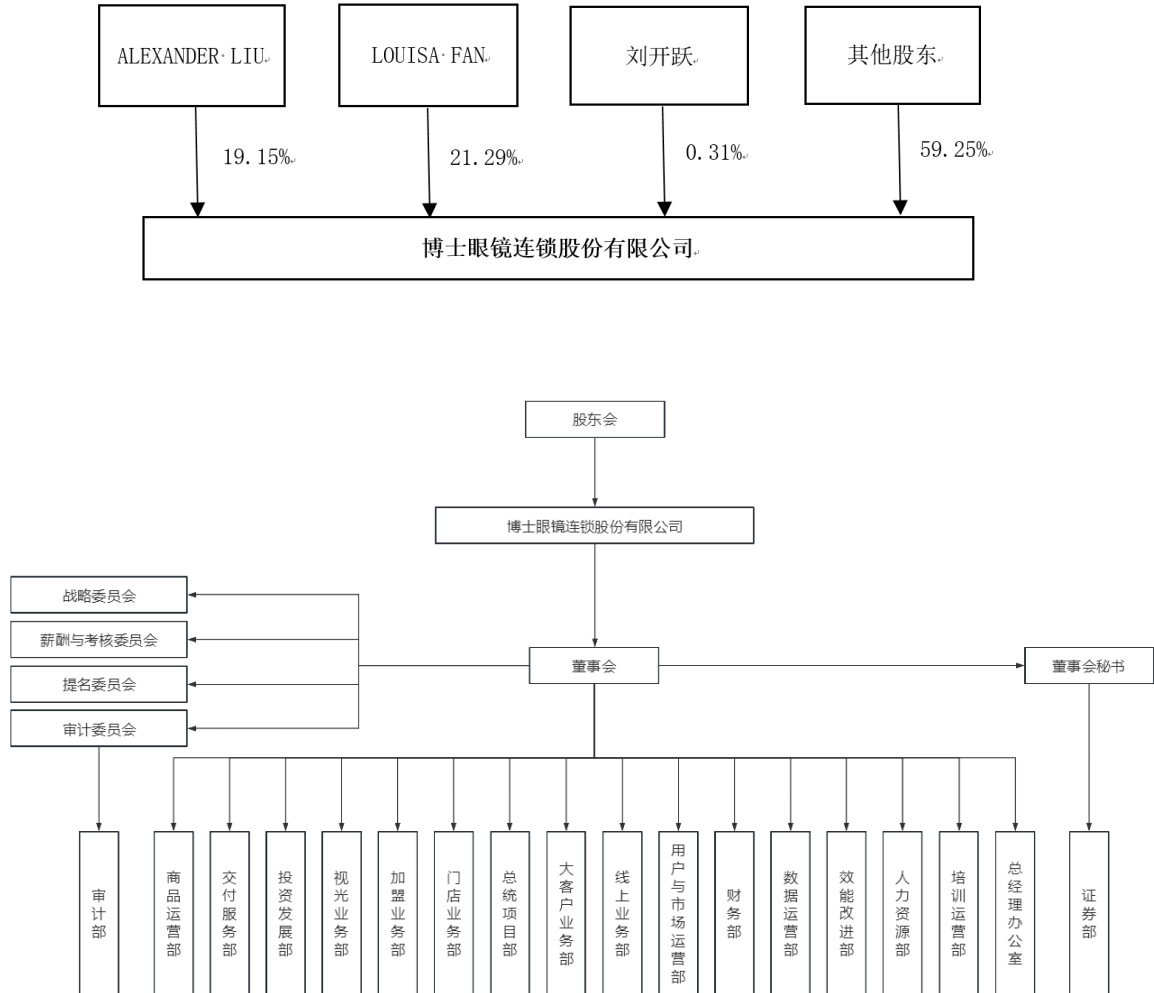 ALEXANDER LIU
LOUISA FAN
刘开跃
其他股东
19.15%
21.29%
0.31%
59.25%
博士眼镜连锁股份有限公司
股东会
博士眼镜连锁股份有限公司
战略委员会
薪酬与考核委员会
提名委员会
审计委员会
董事会
董事会秘书
审计部
商品运营部
交付服务部
投资发展部
视光业务部
加盟业务部
门店业务部
总统项目部
大客户业务部
线上业务部
用户与市场运营部
财务部
数据运营部
效能改进部
人力资源部
培训运营部
总经理办公室
证券部